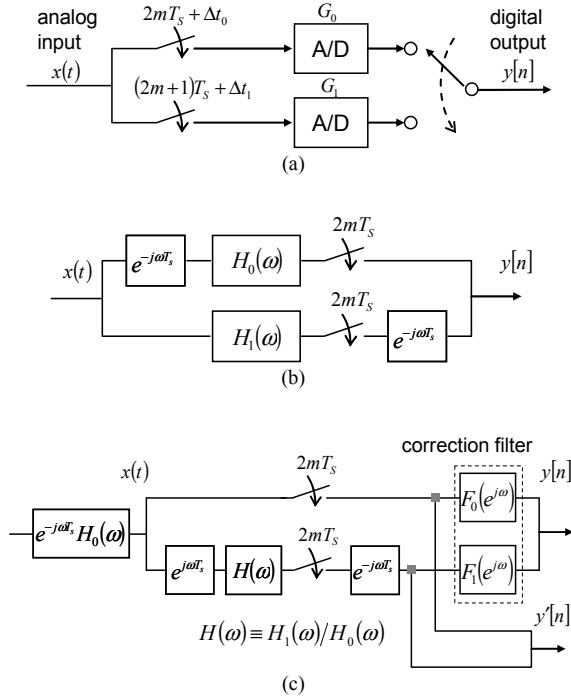 analog input
x(t)
2mT_S + Δt_0
G_0
A/D
(2m+1)T_S + Δt_1
G_1
A/D
digital output
y[n]
(a)
x(t)
e^{-jωT_s}
H_0(ω)
2mT_S
H_1(ω)
2mT_S
e^{-jωT_s}
y[n]
(b)
correction filter
x(t)
2mT_S
y[n]
e^{-jωT_s} H_0(ω)
F_0(e^{jω})
e^{jωT_s}
H(ω)
2mT_S
e^{-jωT_s}
F_1(e^{jω})
y'[n]
H(ω) ≡ H_1(ω)/H_0(ω)
(c)